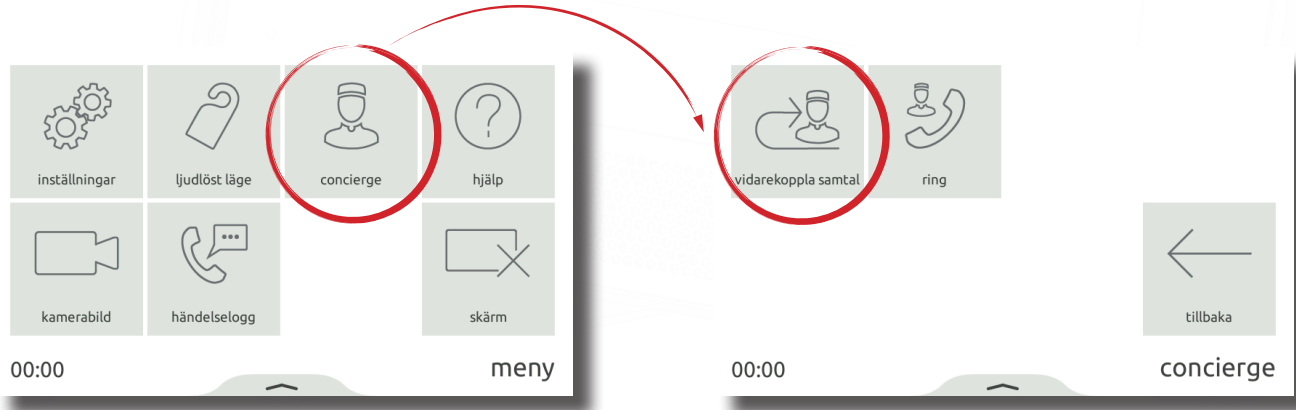 inställningar
ljudlöst läge
concierge
hjälp
kamerabild
händelselogg
skärm
00:00
meny
vidarekoppla samtal
ring
tillbaka
00:00
concierge